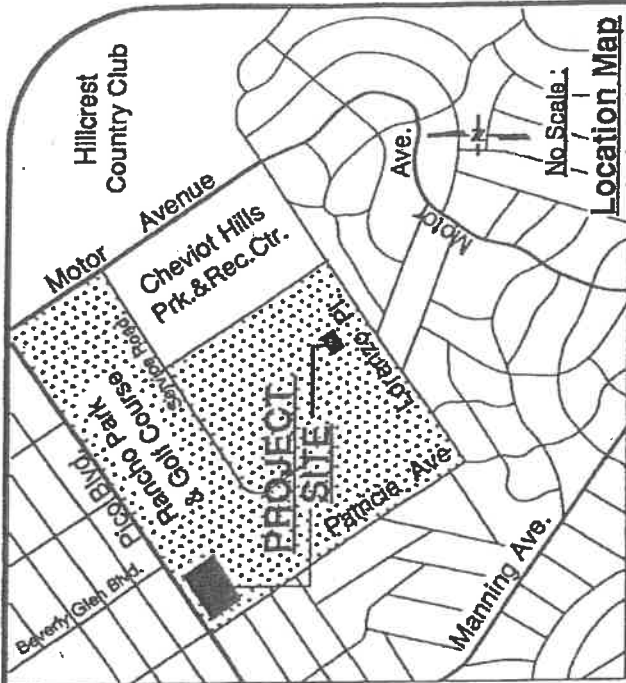 Hillcrest
Country Club
Motor Avenue
Cheviot Hills
Prk.&Rec.Ctr.
Pico Blvd.
Rancho Park
& Golf Course
Service Road
Beverly Glen Blvd.
PROJECT
SITE
Lorenzo Pl.
Patricia Ave
Motor Ave.
Manning Ave.
N
No Scale:
Location Map